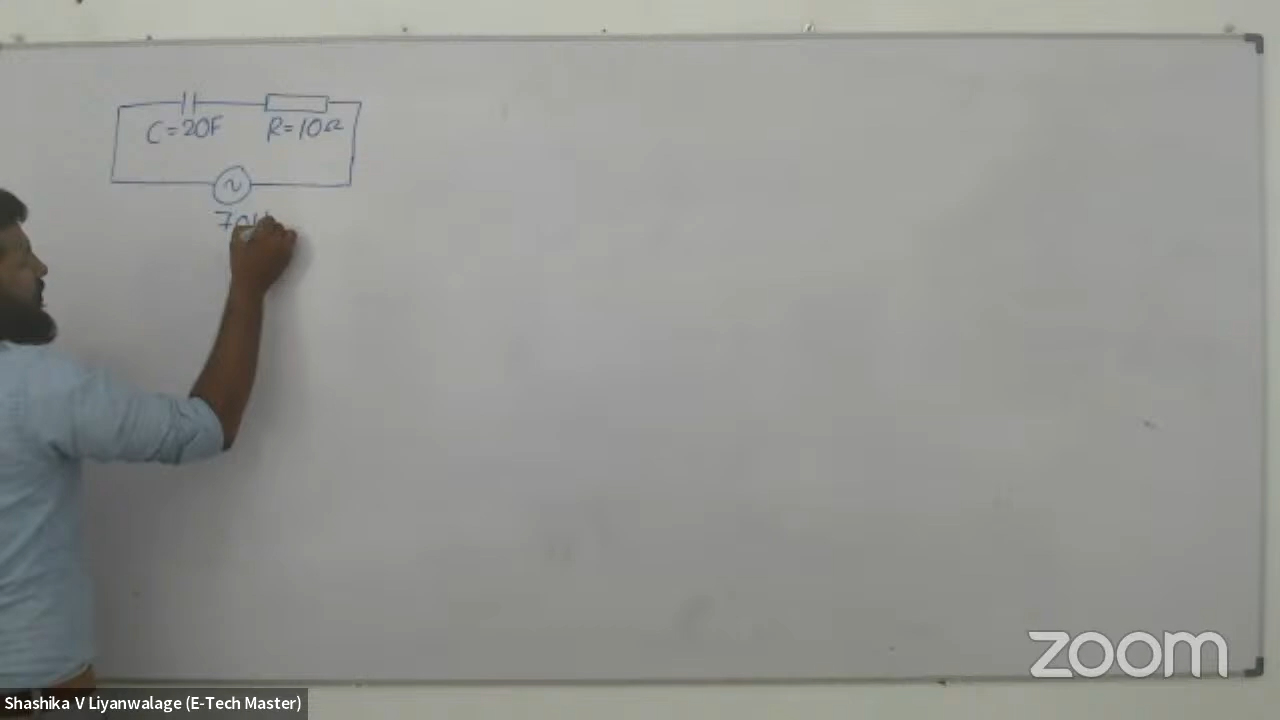 C=20F R=10Ω
~
zoom
Shashika V Liyanwalage (E-Tech Master)